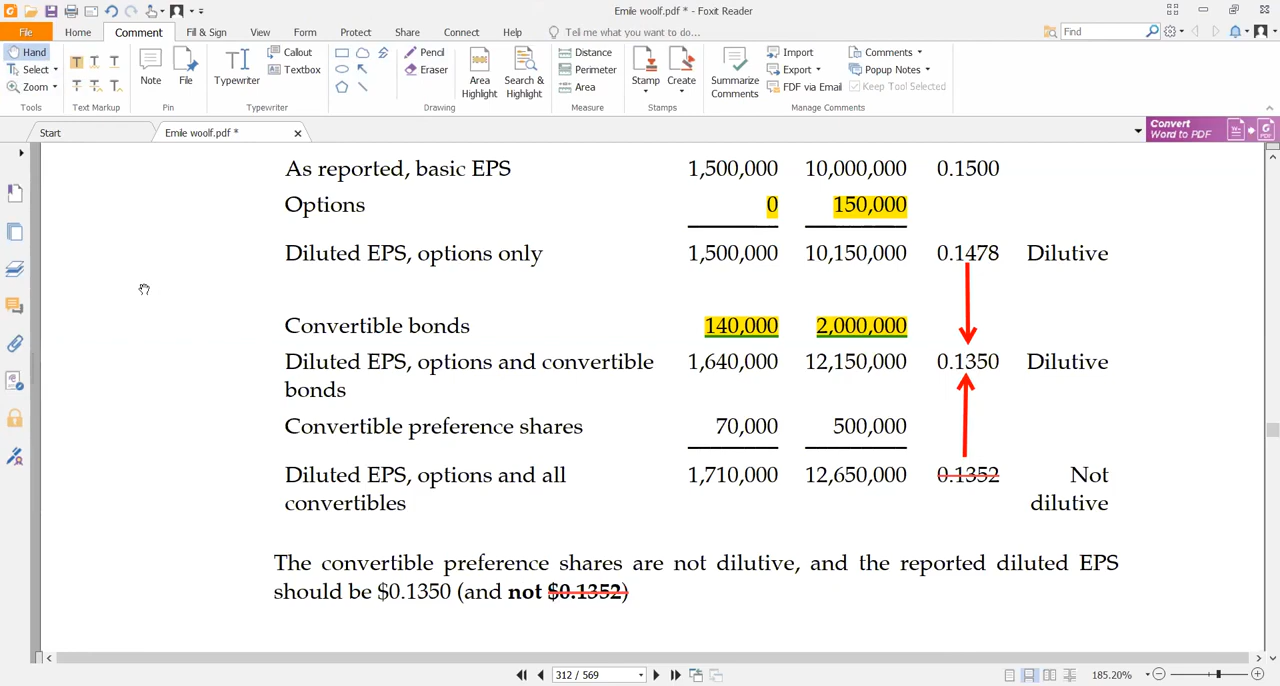 Emile woolf.pdf * - Foxit Reader
File Home Comment Fill & Sign View Form Protect Share Connect Help Tell me what you want to do... Find
Hand
Select
Zoom
Tools
Text Markup
Note
File
Pin
Typewriter
Callout
Textbox
Typewriter
Pencil
Eraser
Drawing
Area Highlight
Search & Highlight
Distance
Perimeter
Area
Measure
Stamp
Create
Stamps
Summarize Comments
Import
Export
FDF via Email
Comments
Popup Notes
Keep Tool Selected
Manage Comments
Start
Emile woolf.pdf *
Convert
Word to PDF
As reported, basic EPS 1,500,000 10,000,000 0.1500
Options 0 150,000
Diluted EPS, options only 1,500,000 10,150,000 0.1478 Dilutive
Convertible bonds 140,000 2,000,000
Diluted EPS, options and convertible 1,640,000 12,150,000 0.1350 Dilutive
bonds
Convertible preference shares 70,000 500,000
Diluted EPS, options and all 1,710,000 12,650,000 0.1352 Not
convertibles dilutive
The convertible preference shares are not dilutive, and the reported diluted EPS
should be $0.1350 (and not $0.1352)
312 / 569
185.20%